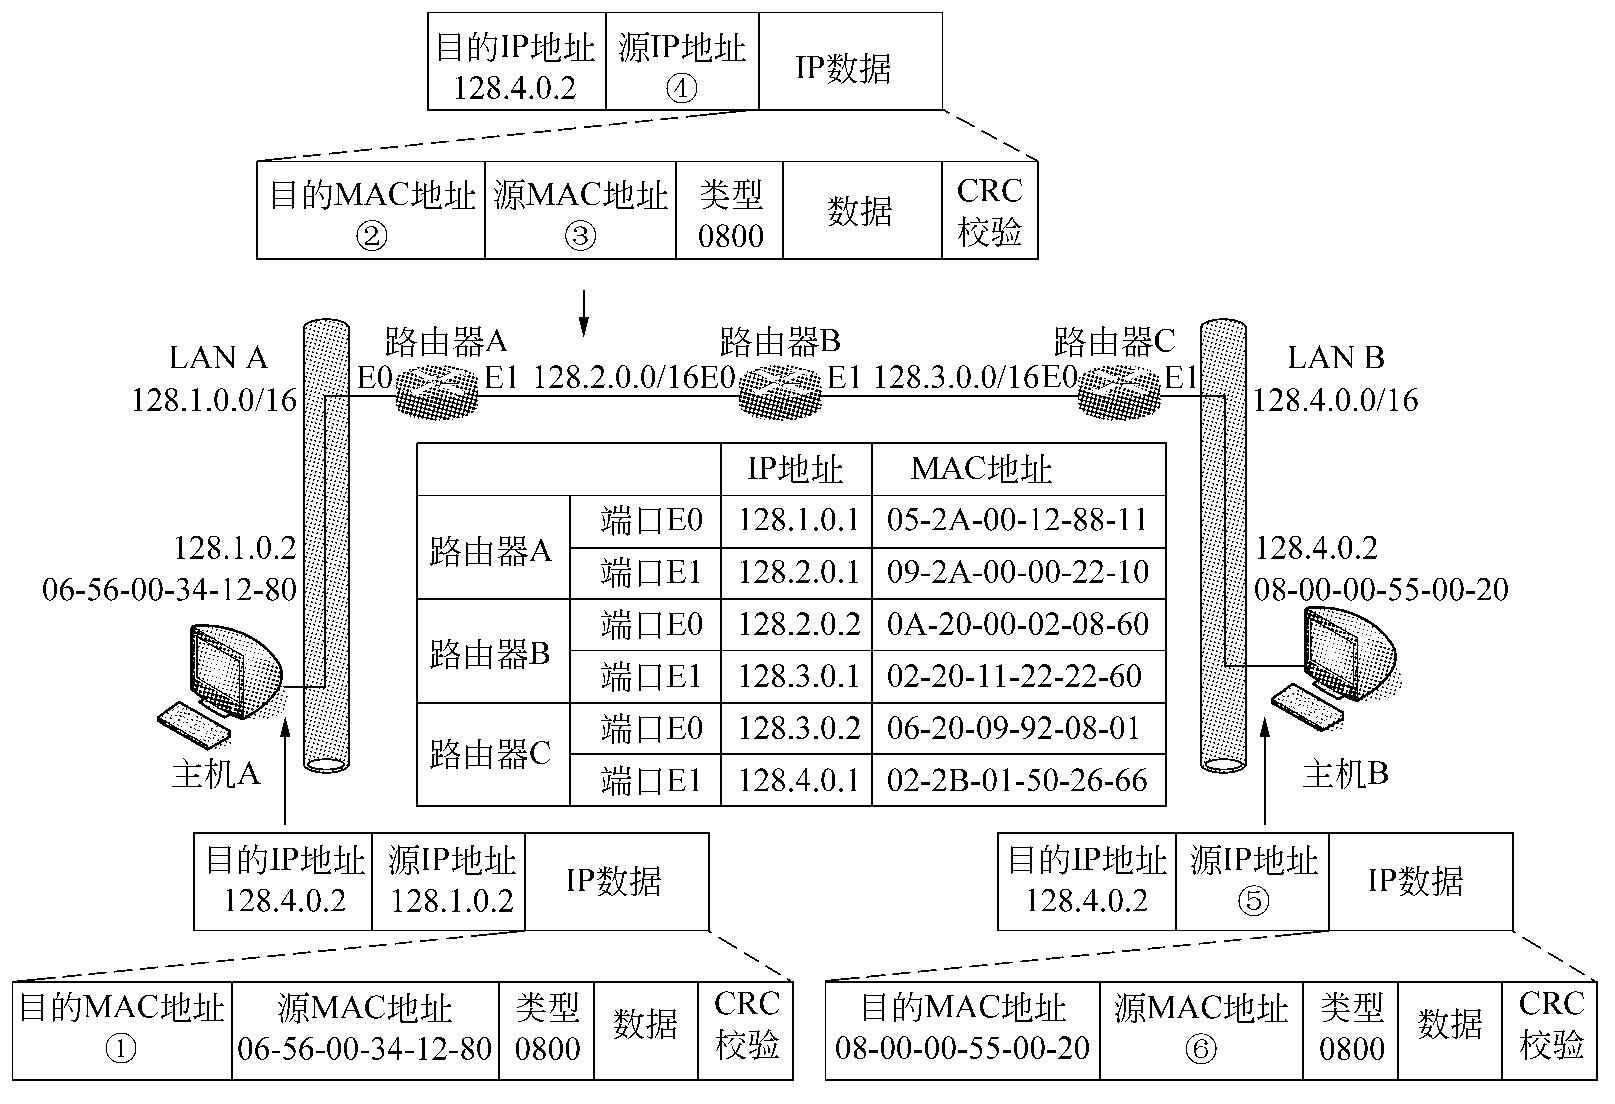 目的IP地址 源IP地址 IP数据
128.4.0.2 ④
目的MAC地址 源MAC地址 类型 数据 CRC
② ③ 0800 校验
路由器A 路由器B 路由器C
LAN A LAN B
E0 E1 128.2.0.0/16 E0 E1 128.3.0.0/16 E0 E1
128.1.0.0/16 128.4.0.0/16
IP地址 MAC地址
路由器A 端口E0 128.1.0.1 05-2A-00-12-88-11
端口E1 128.2.0.1 09-2A-00-00-22-10
路由器B 端口E0 128.2.0.2 0A-20-00-02-08-60
端口E1 128.3.0.1 02-20-11-22-22-60
路由器C 端口E0 128.3.0.2 06-20-09-92-08-01
端口E1 128.4.0.1 02-2B-01-50-26-66
128.1.0.2
06-56-00-34-12-80
主机A
128.4.0.2
08-00-00-55-00-20
主机B
目的IP地址 源IP地址 IP数据
128.4.0.2 128.1.0.2
目的MAC地址 源MAC地址 类型 数据 CRC
① 06-56-00-34-12-80 0800 校验
目的IP地址 源IP地址 IP数据
128.4.0.2 ⑤
目的MAC地址 源MAC地址 类型 数据 CRC
08-00-00-55-00-20 ⑥ 0800 校验